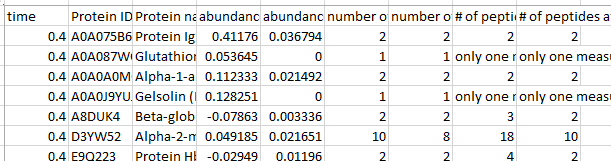 time Protein ID Protein na abundanc abundanc number o number o # of peptic # of peptides a
0.4 A0A075B6 Protein Ig 0.41176 0.036794 2 2 2 2
0.4 A0A087W Glutathion 0.053645 0 1 1 only one r only one meas
0.4 A0A0A0M Alpha-1-a 0.112333 0.021492 2 2 2 2
0.4 A0A0J9YU Gelsolin ( 0.128251 0 1 1 only one r only one meas
0.4 A8DUK4 Beta-glob -0.07863 0.003336 2 2 3 2
0.4 D3YW52 Alpha-2-m 0.049185 0.021651 10 8 18 10
0.4 E9Q223 Protein Hb -0.02949 0.01196 2 2 4 2